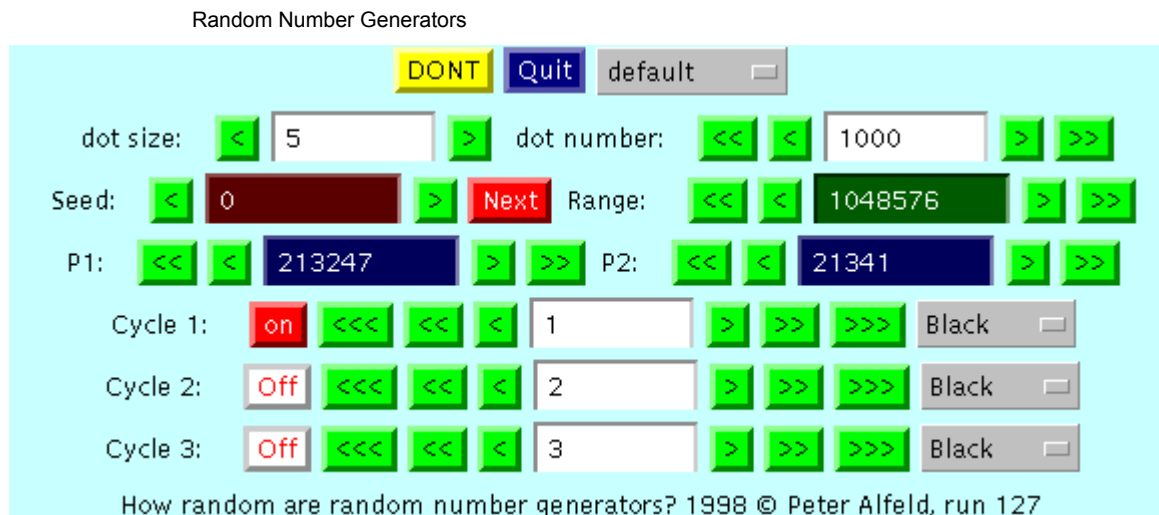 Random Number Generators
DONT Quit default
dot size: < 5 > dot number: << < 1000 > >>
Seed: < 0 > Next Range: << < 1048576 > >>
P1: << < 213247 > >> P2: << < 21341 > >>
Cycle 1: on <<< << < 1 > >> >>> Black
Cycle 2: Off <<< << < 2 > >> >>> Black
Cycle 3: Off <<< << < 3 > >> >>> Black
How random are random number generators? 1998 © Peter Alfeld, run 127